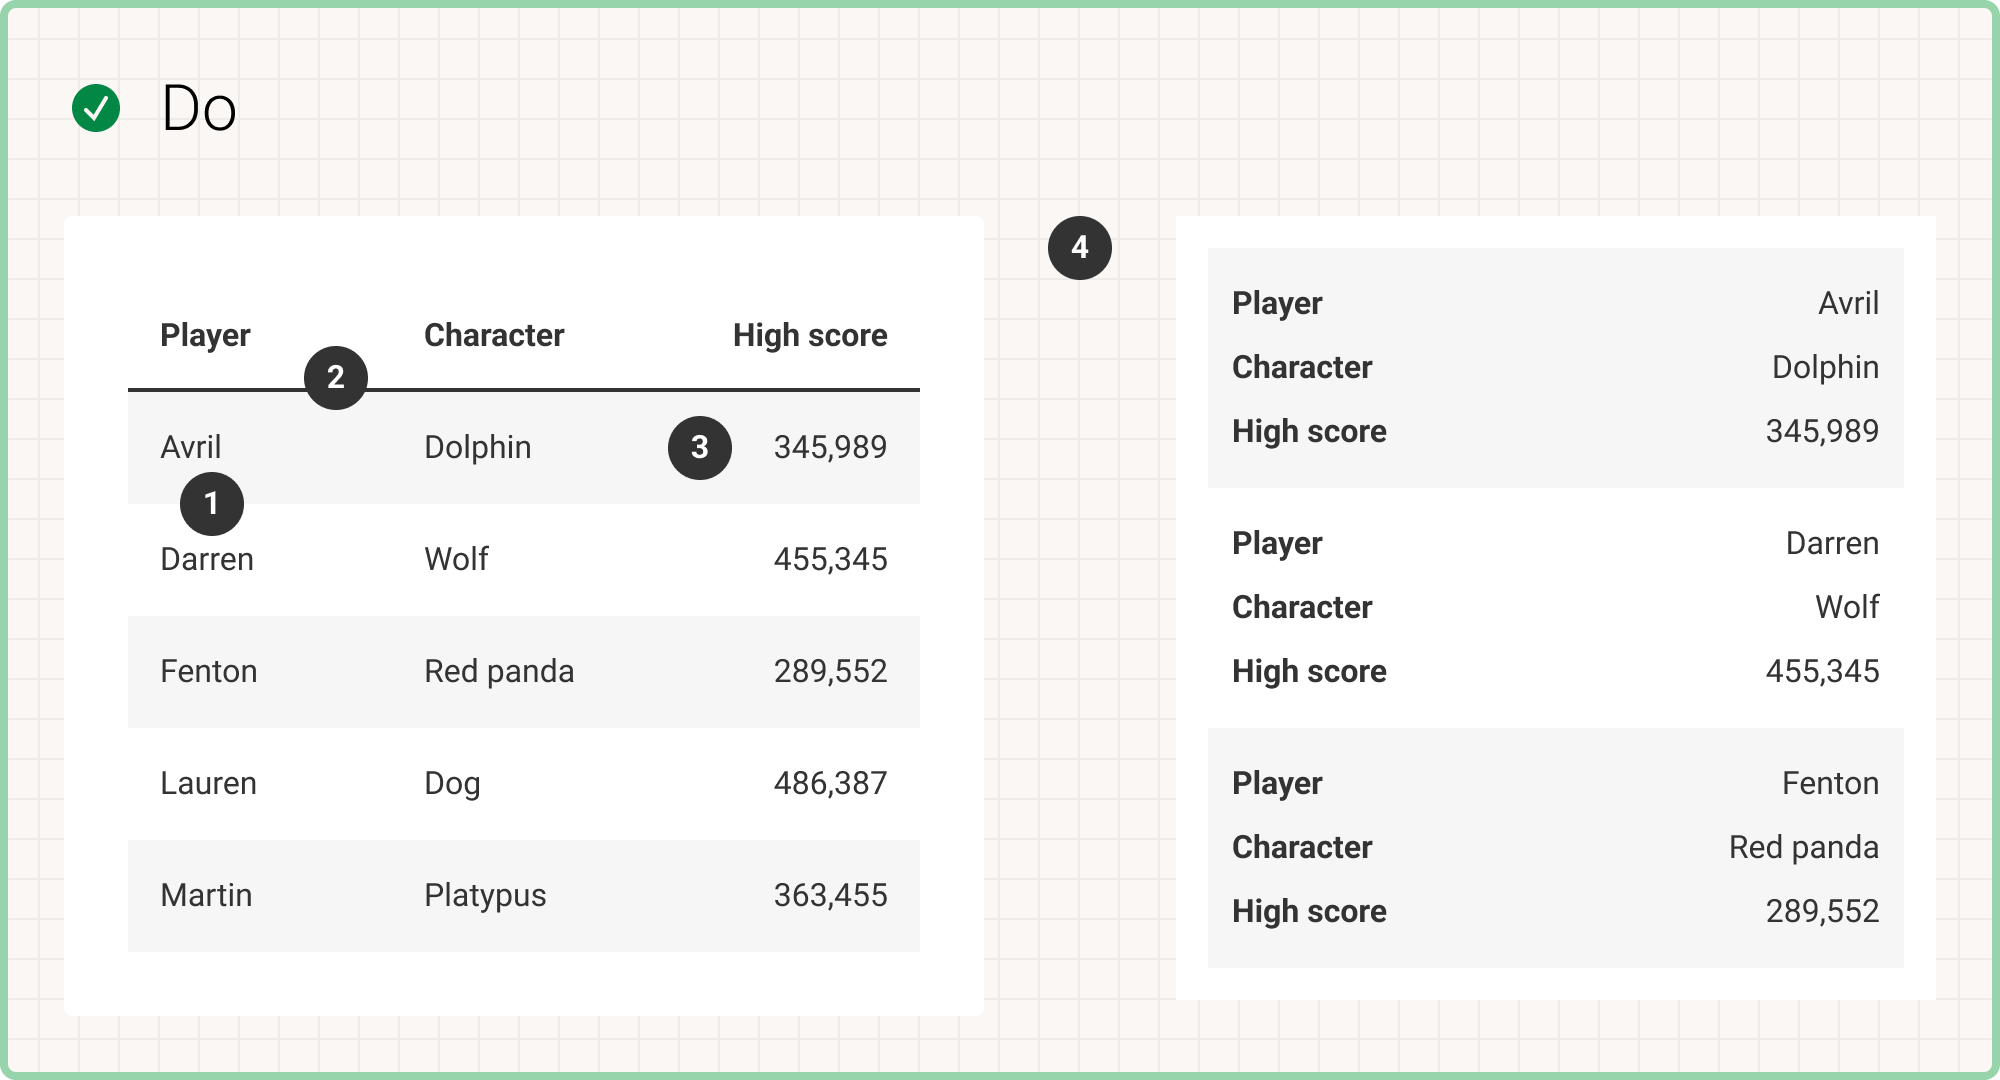 Do
Player Character High score
2
Avril Dolphin 3 345,989
1
Darren Wolf 455,345
Fenton Red panda 289,552
Lauren Dog 486,387
Martin Platypus 363,455
4
Player Avril
Character Dolphin
High score 345,989
Player Darren
Character Wolf
High score 455,345
Player Fenton
Character Red panda
High score 289,552